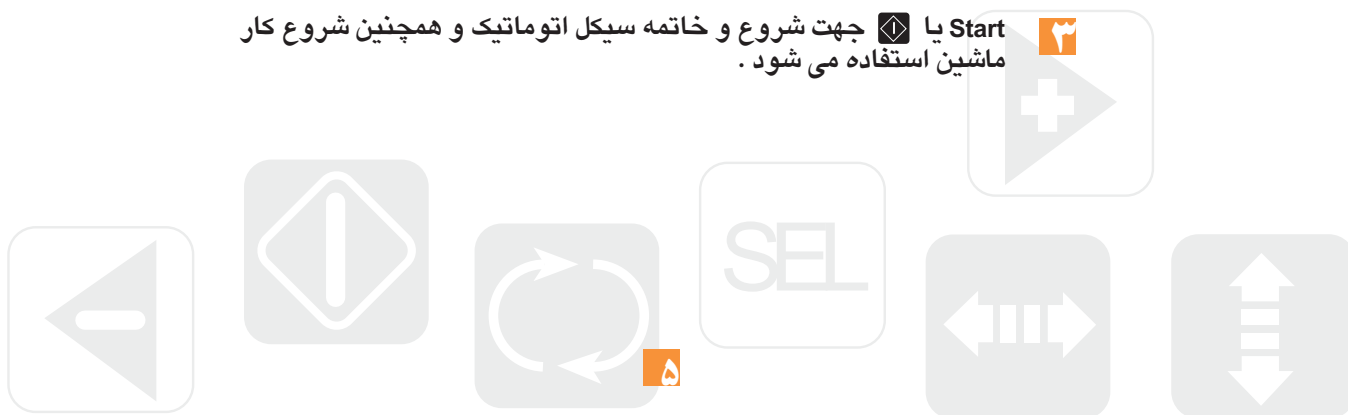 ۳ Start یا جهت شروع و خاتمه سیکل اتوماتیک و همچنین شروع کار
ماشین استفاده می شود .
SEL
۵